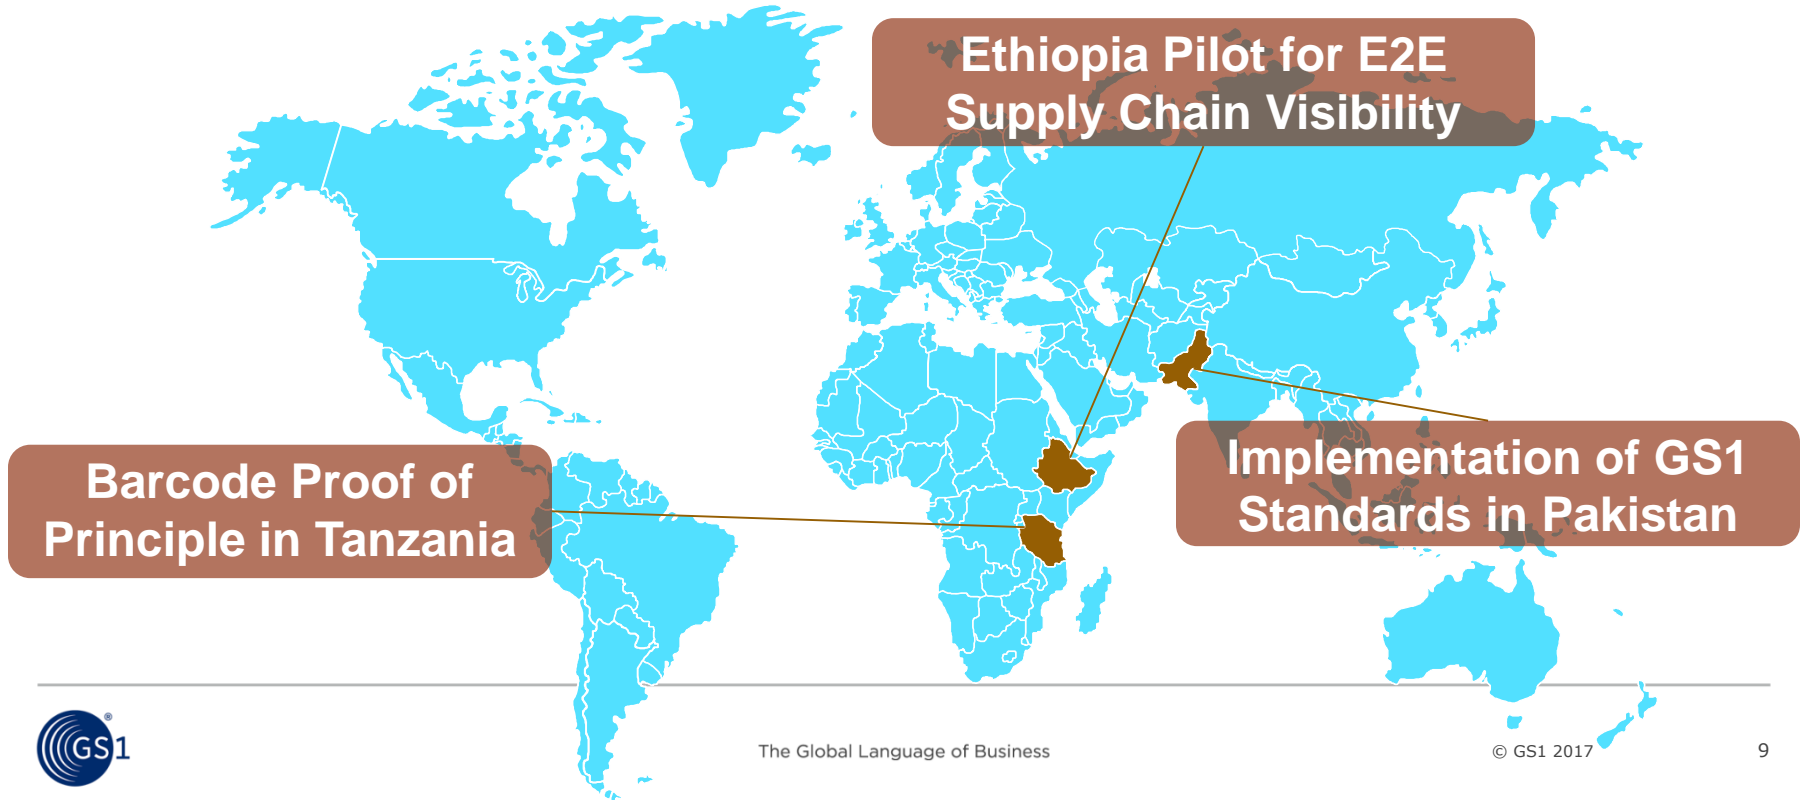 Ethiopia Pilot for E2E
Supply Chain Visibility
Barcode Proof of
Principle in Tanzania
Implementation of GS1
Standards in Pakistan
GS1
®
The Global Language of Business
© GS1 2017
9